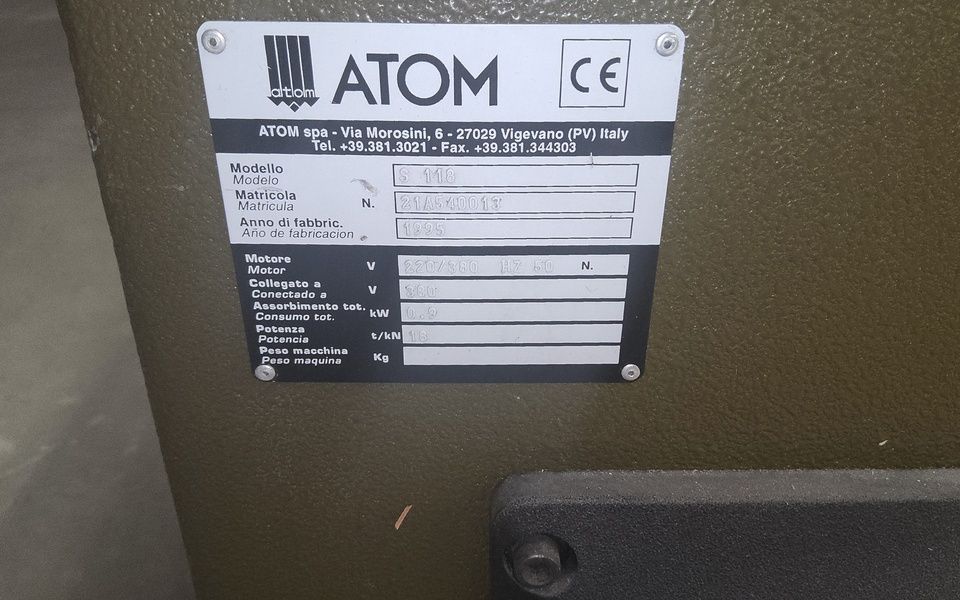 atom
ATOM
CE
ATOM spa - Via Morosini, 6 - 27029 Vigevano (PV) Italy
Tel. +39.381.3021 - Fax. +39.381.344303
Modello S 118
Modelo
Matricola N. 21A540013
Matricula
Anno di fabbric. 1995
Año de fabricacion
Motore V 220/380 HZ 50 N.
Motor
Collegato a V 380
Conectado a
Assorbimento tot. kW 0.9
Consumo tot.
Potenza t/kN 18
Potencia
Peso macchina Kg
Peso maquina